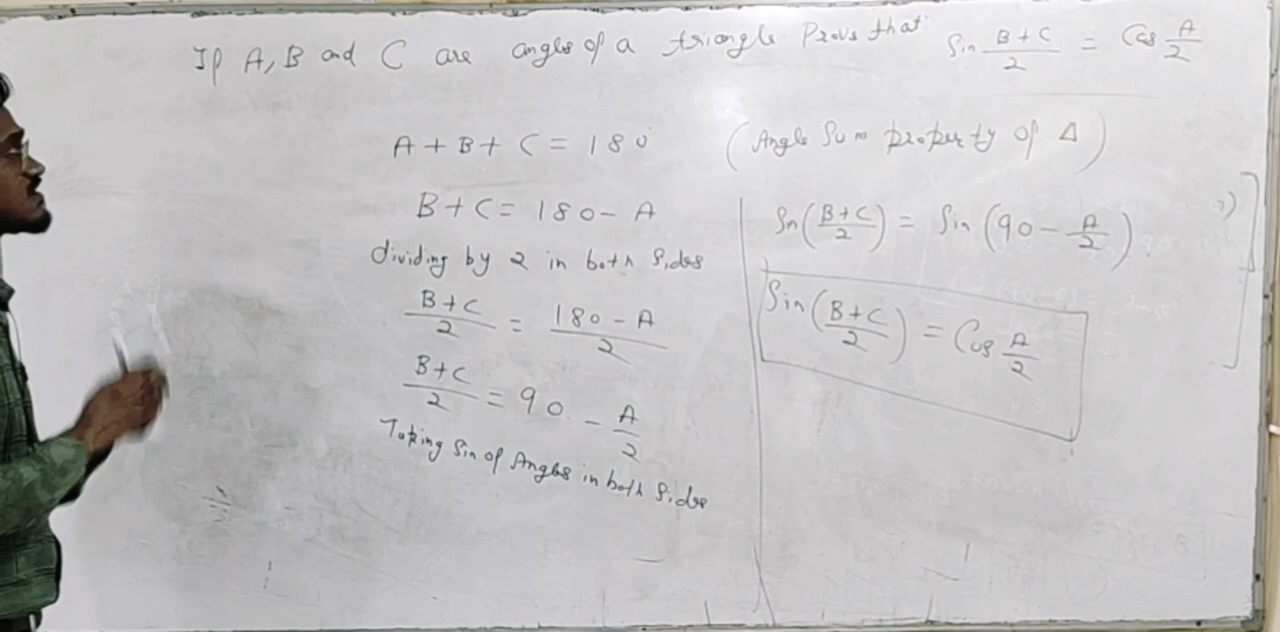 If A, B and C are angles of a triangle. Prove that: Sin B+C/2 = Cos A/2
A + B + C = 180° (Angle Sum property of Δ)
B + C = 180 - A
dividing by 2 in both Sides
B+C/2 = 180-A/2
B+C/2 = 90 - A/2
Taking Sin of Angles in both Sides
Sn(B+C/2) = Sin(90 - A/2)
Sin(B+C/2) = Cos A/2